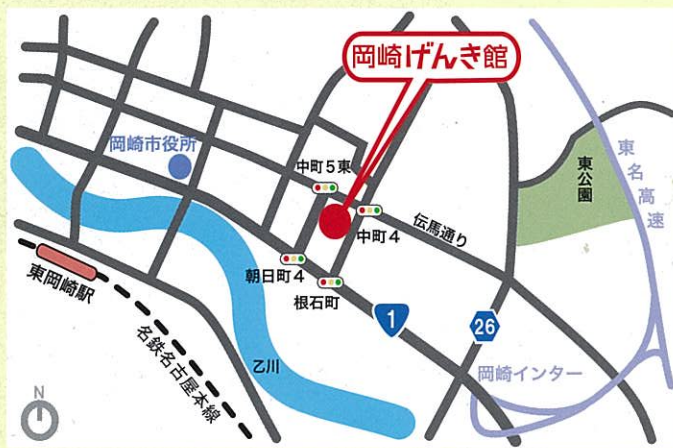 岡崎げんき館
岡崎市役所
中町5東
東公園
東名高速
中町4
伝馬通り
朝日町4
根石町
東岡崎駅
1
26
名鉄名古屋本線
乙川
岡崎インター
N